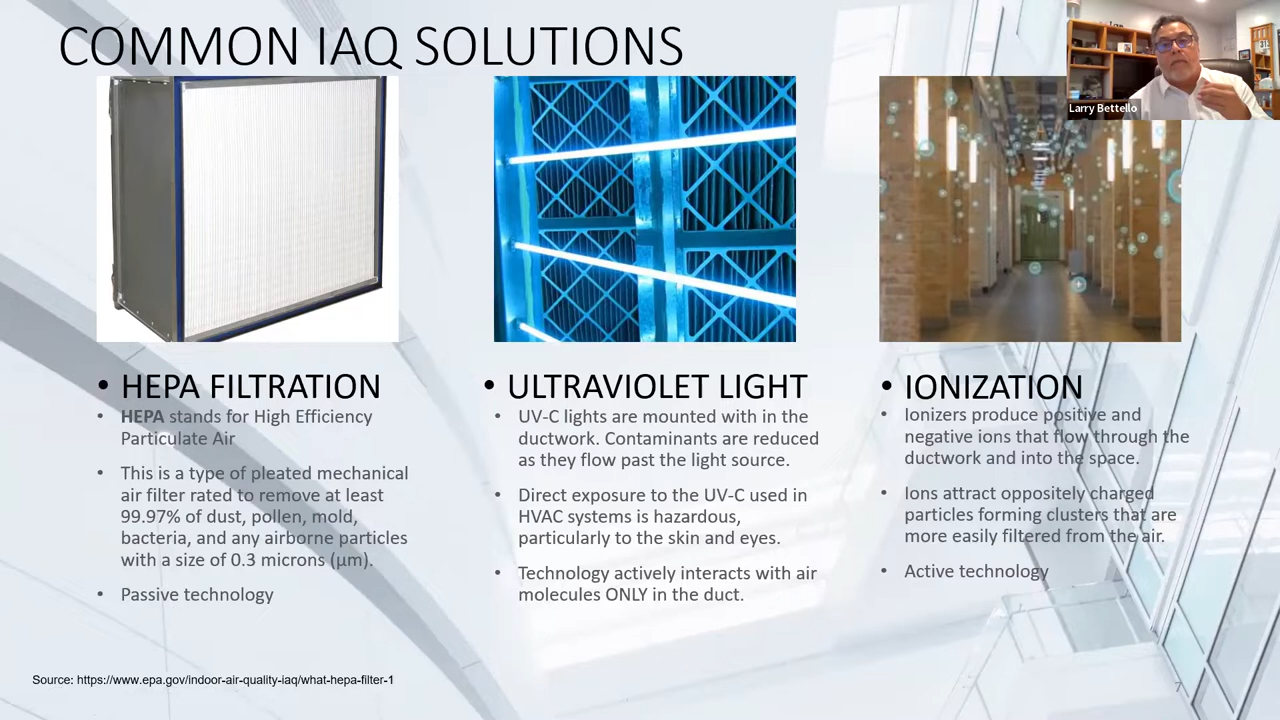 COMMON IAQ SOLUTIONS
Larry Bettello
• HEPA FILTRATION
• HEPA stands for High Efficiency
Particulate Air
• This is a type of pleated mechanical
air filter rated to remove at least
99.97% of dust, pollen, mold,
bacteria, and any airborne particles
with a size of 0.3 microns (µm).
• Passive technology
• ULTRAVIOLET LIGHT
• UV-C lights are mounted with in the
ductwork. Contaminants are reduced
as they flow past the light source.
• Direct exposure to the UV-C used in
HVAC systems is hazardous,
particularly to the skin and eyes.
• Technology actively interacts with air
molecules ONLY in the duct.
• IONIZATION
• Ionizers produce positive and
negative ions that flow through the
ductwork and into the space.
• Ions attract oppositely charged
particles forming clusters that are
more easily filtered from the air.
• Active technology
Source: https://www.epa.gov/indoor-air-quality-iaq/what-hepa-filter-1
7